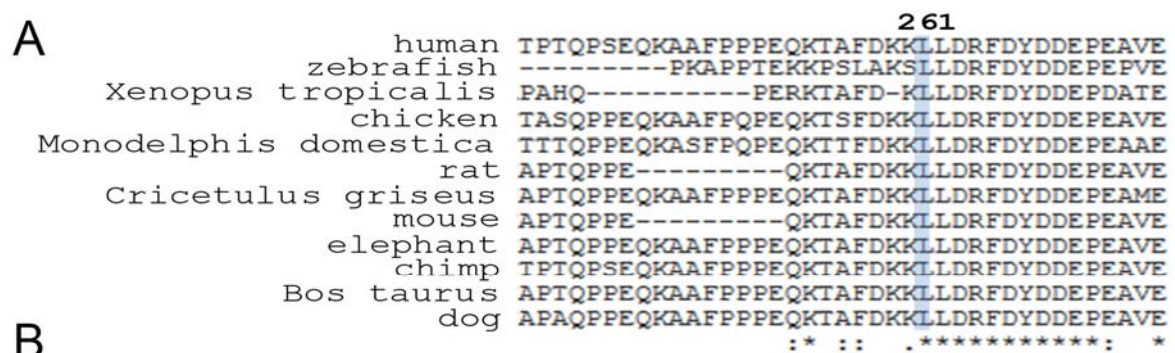 A
261
human TPTQPSEQKAAFPPPEQKTAFDKKLLDRFDYDDEPEAVE
zebrafish ---------PKAPPTEKKPSLAKSLLDRFDYDDEPEPVE
Xenopus tropicalis PAHQ----------PERKTAFD-KLLDRFDYDDEPDATE
chicken TASQPPEQKAAFPQPEQKTSFDKKLLDRFDYDDEPEAVE
Monodelphis domestica TTTQPPEQKASFPQPEQKTTFDKKLLDRFDYDDEPEAAE
rat APTQPPE---------QKTAFDKKLLDRFDYDDEPEAVE
Cricetulus griseus APTQPPEQKAAFPPPEQKTAFDKKLLDRFDYDDEPEAME
mouse APTQPPE---------QKTAFDKKLLDRFDYDDEPEAVE
elephant APTQPPEQKAAFPPPEQKTAFDKKLLDRFDYDDEPEAVE
chimp TPTQPSEQKAAFPPPEQKTAFDKKLLDRFDYDDEPEAVE
Bos taurus APTQPPEQKAAFPPPEQKTAFDKKLLDRFDYDDEPEAVE
dog APAQPPEQKAAFPPPEQKTAFDKKLLDRFDYDDEPEAVE
:* :: .***********: *
B